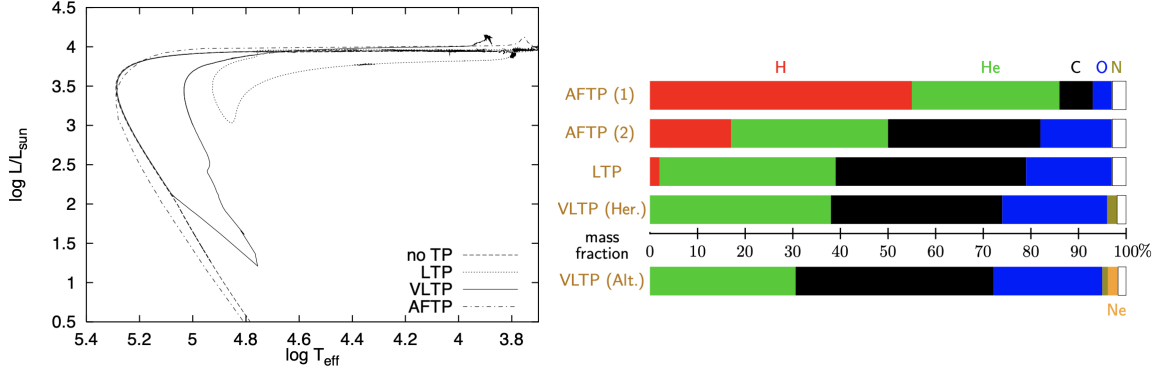 4.5
4
3.5
3
2.5
2
1.5
1
0.5
log L/Lsun
5.4 5.2 5 4.8 4.6 4.4 4.2 4 3.8
log Teff
no TP
LTP
VLTP
AFTP
H He C O N
AFTP (1)
AFTP (2)
LTP
VLTP (Her.)
mass
fraction
0 10 20 30 40 50 60 70 80 90 100%
VLTP (Alt.)
Ne